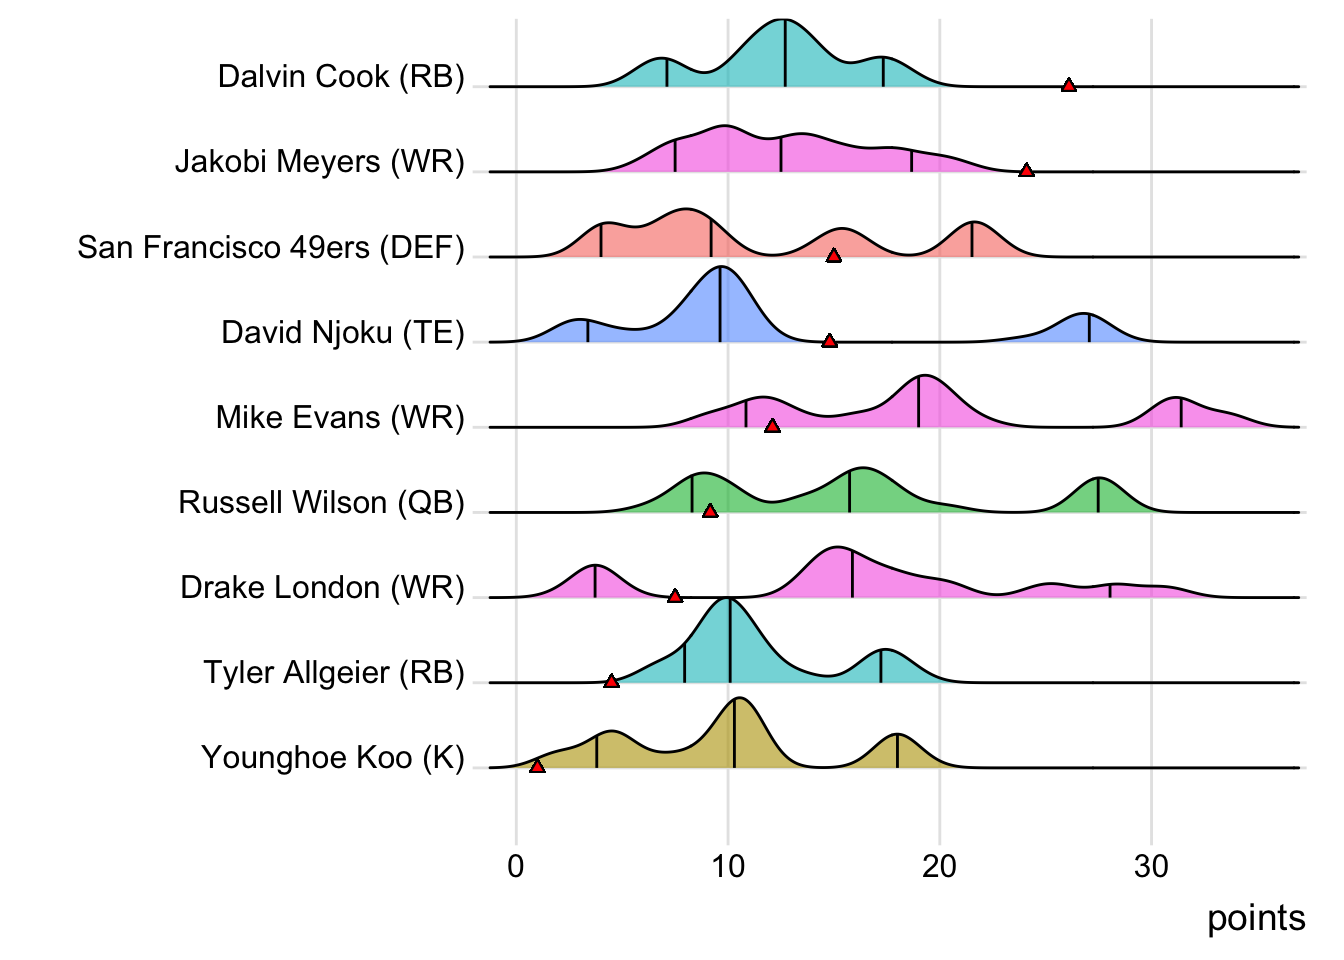 Dalvin Cook (RB)
Jakobi Meyers (WR)
San Francisco 49ers (DEF)
David Njoku (TE)
Mike Evans (WR)
Russell Wilson (QB)
Drake London (WR)
Tyler Allgeier (RB)
Younghoe Koo (K)
0 10 20 30
points